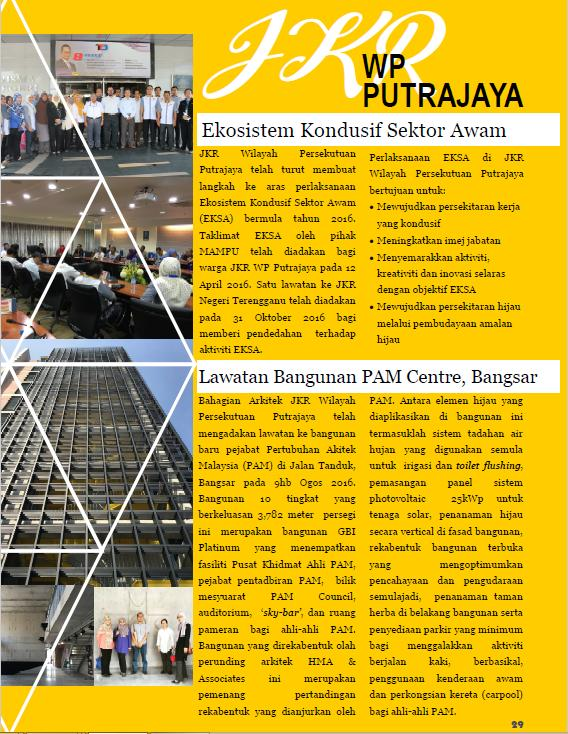 JKR
WP
PUTRAJAYA
Ekosistem Kondusif Sektor Awam
JKR Wilayah Persekutuan
Putrajaya telah turut membuat
langkah ke aras perlaksanaan
Ekosistem Kondusif Sektor Awam
(EKSA) bermula tahun 2016.
Taklimat EKSA oleh pihak
MAMPU telah diadakan bagi
warga JKR WP Putrajaya pada 12
April 2016. Satu lawatan ke JKR
Negeri Terengganu telah diadakan
pada 31 Oktober 2016 bagi
memberi pendedahan terhadap
aktiviti EKSA.
Perlaksanaan EKSA di JKR
Wilayah Persekutuan Putrajaya
bertujuan untuk:
• Mewujudkan persekitaran kerja
yang kondusif
• Meningkatkan imej jabatan
• Menyemarakkan aktiviti,
kreativiti dan inovasi selaras
dengan objektif EKSA
• Mewujudkan persekitaran hijau
melalui pembudayaan amalan
hijau
Lawatan Bangunan PAM Centre, Bangsar
Bahagian Arkitek JKR Wilayah
Persekutuan Putrajaya telah
mengadakan lawatan ke bangunan
baru pejabat Pertubuhan Akitek
Malaysia (PAM) di Jalan Tanduk,
Bangsar pada 9hb Ogos 2016.
Bangunan 10 tingkat yang
berkeluasan 3,782 meter persegi
ini merupakan bangunan GBI
Platinum yang menempatkan
fasiliti Pusat Khidmat Ahli PAM,
pejabat pentadbiran PAM, bilik
mesyuarat PAM Council,
auditorium, ‘sky-bar’, dan ruang
pameran bagi ahli-ahli PAM.
Bangunan yang direkabentuk olah
perunding arkitek HMA &
Associates ini merupakan
pemenang pertandingan
rekabentuk yang dianjurkan oleh
PAM. Antara elemen hijau yang
diaplikasikan di bangunan ini
termasuklah sistem tadahan air
hujan yang digunakan semula
untuk irigasi dan toilet flushing,
pemasangan panel sistem
photovoltaic 25kWp untuk
tenaga solar, penanaman hijau
secara vertical di fasad bangunan,
rekabentuk bangunan terbuka
yang mengoptimumkan
pencahayaan dan pengudaraan
semulajadi, penanaman taman
herba di belakang bangunan serta
penyediaan parkir yang minimum
bagi menggalakkan aktiviti
berjalan kaki, berbasikal,
penggunaan kenderaan awam
dan perkongsian kereta (carpool)
bagi ahli-ahli PAM.
29